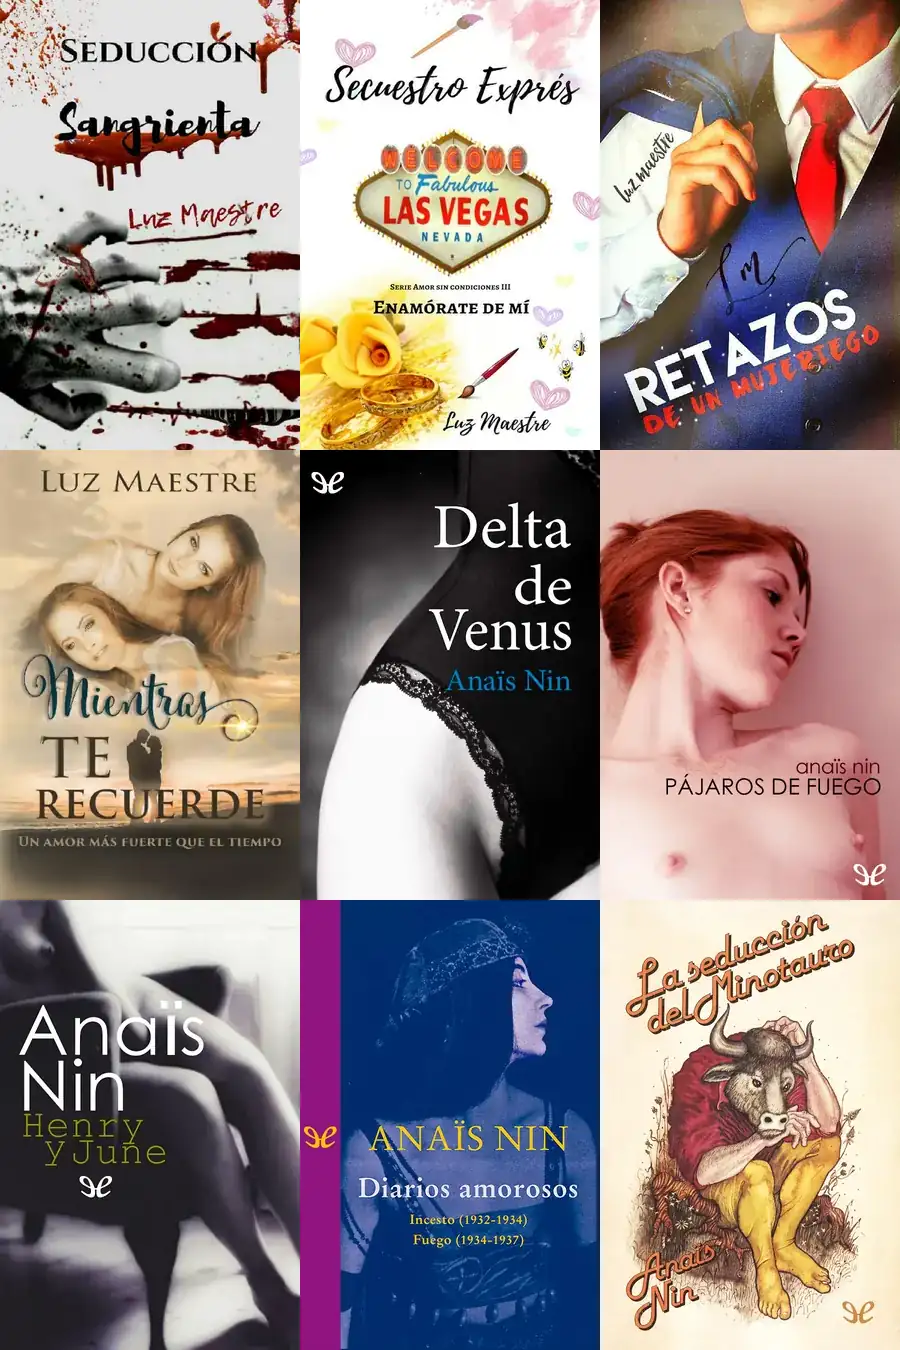 SEDUCCIÓN
Sangrienta
Luz Maestre
Secuestro Exprés
WELCOME
TO Fabulous
LAS VEGAS
NEVADA
SERIE AMOR SIN CONDICIONES III
ENAMÓRATE DE MÍ
Luz Maestre
luz maestre
LM
RETAZOS
DE UN MUJERIEGO
LUZ MAESTRE
Mientras
TE
RECUERDE
UN AMOR MÁS FUERTE QUE EL TIEMPO
Delta
de
Venus
Anaïs Nin
anaïs nin
PÁJAROS DE FUEGO
Anaïs
Nin
Henry
y June
ANAÏS NIN
Diarios amorosos
Incesto (1932-1934)
Fuego (1934-1937)
La seducción
del Minotauro
Anaïs
Nin